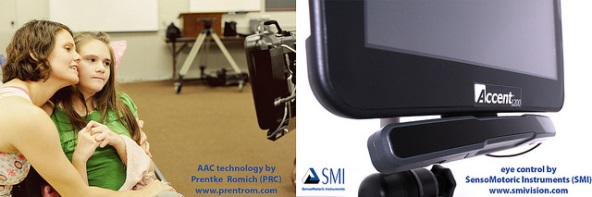 AAC technology by
Prentke Romich (PRC)
www.prentrom.com
Accent1200
SMI
SensoMotoric Instruments
eye control by
SensoMotoric Instruments (SMI)
www.smivision.com